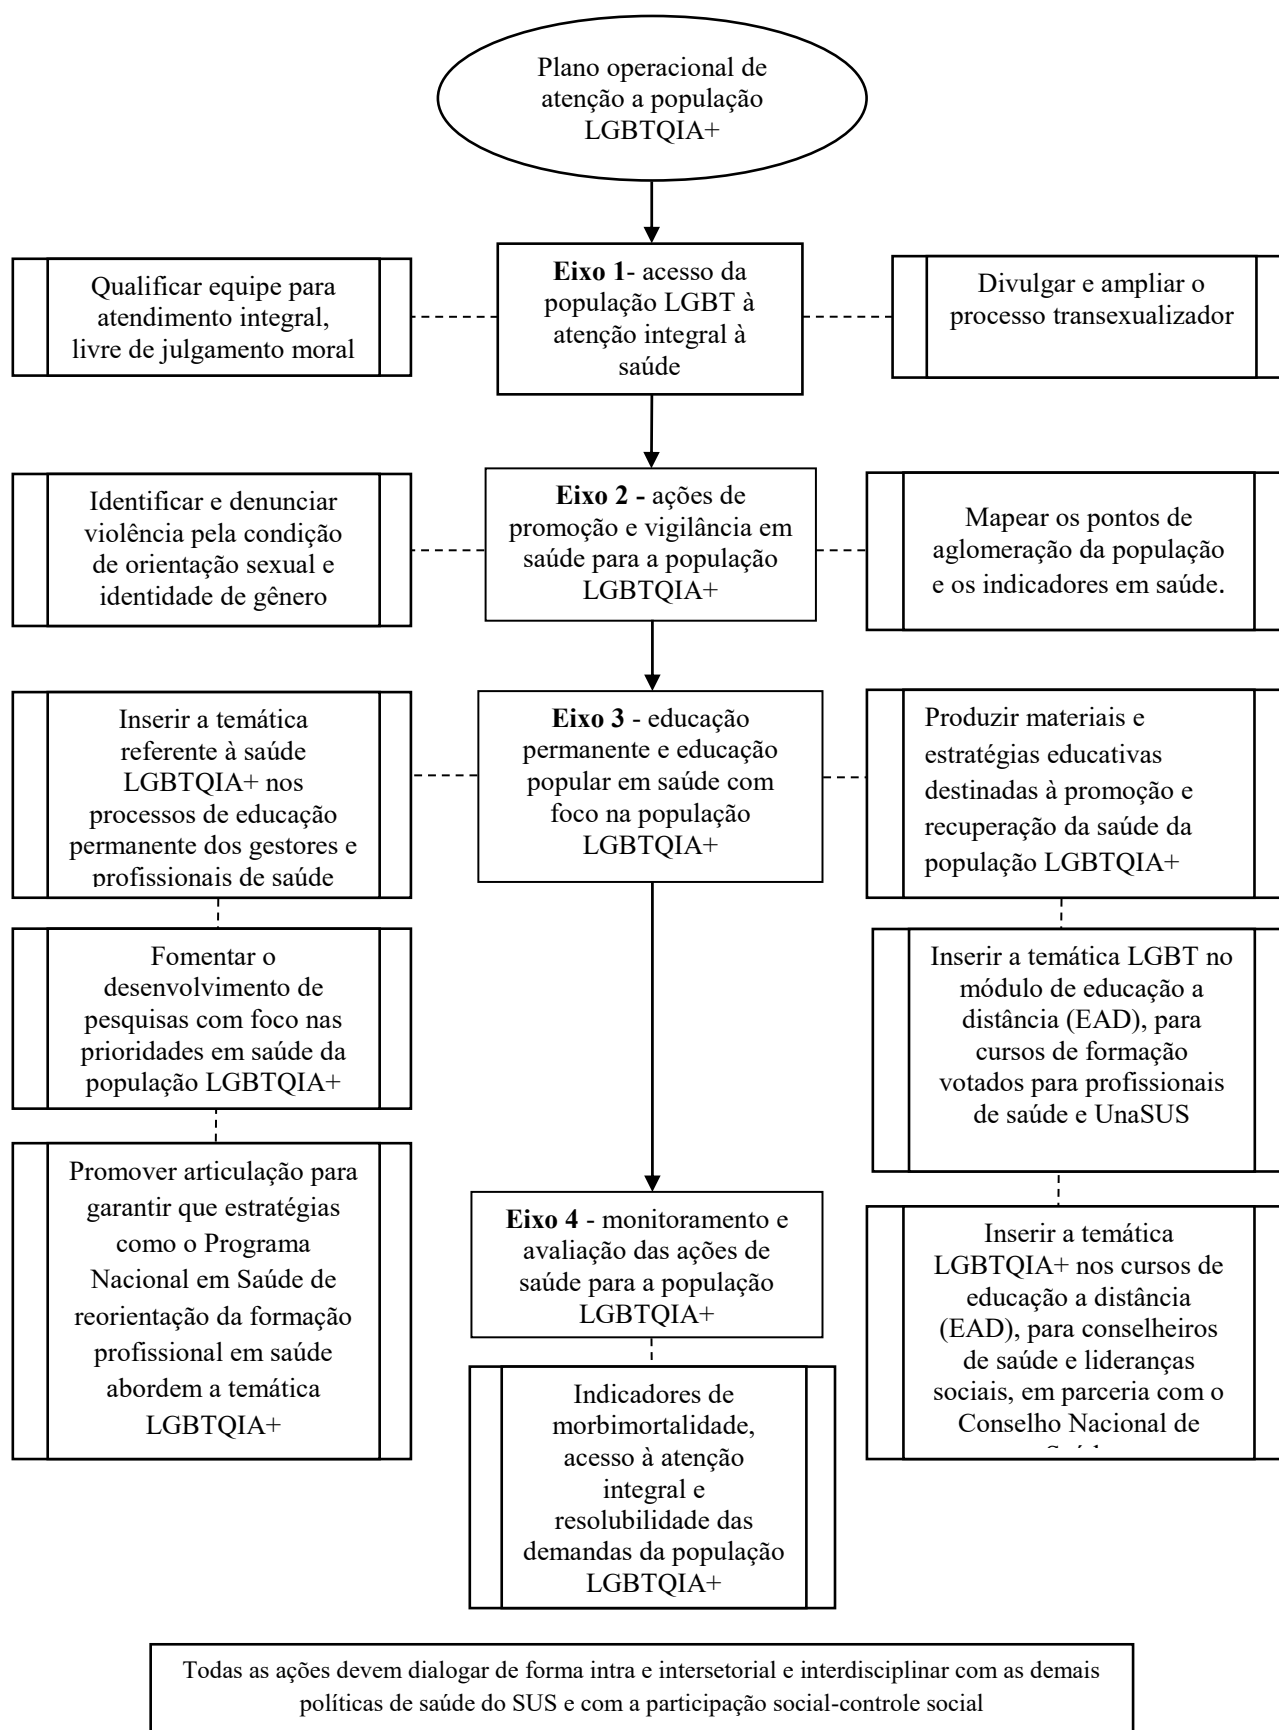 Plano operacional de
atenção a população
LGBTQIA+
Eixo 1- acesso da
população LGBT à
atenção integral à
saúde
Qualificar equipe para
atendimento integral,
livre de julgamento moral
Divulgar e ampliar o
processo transexualizador
Eixo 2 - ações de
promoção e vigilância em
saúde para a população
LGBTQIA+
Identificar e denunciar
violência pela condição
de orientação sexual e
identidade de gênero
Mapear os pontos de
aglomeração da população
e os indicadores em saúde.
Eixo 3 - educação
permanente e educação
popular em saúde com
foco na população
LGBTQIA+
Inserir a temática
referente à saúde
LGBTQIA+ nos
processos de educação
permanente dos gestores e
profissionais de saúde
Produzir materiais e
estratégias educativas
destinadas à promoção e
recuperação da saúde da
população LGBTQIA+
Fomentar o
desenvolvimento de
pesquisas com foco nas
prioridades em saúde da
população LGBTQIA+
Inserir a temática LGBT no
módulo de educação a
distância (EAD), para
cursos de formação
votados para profissionais
de saúde e UnaSUS
Promover articulação para
garantir que estratégias
como o Programa
Nacional em Saúde de
reorientação da formação
profissional em saúde
abordem a temática
LGBTQIA+
Eixo 4 - monitoramento e
avaliação das ações de
saúde para a população
LGBTQIA+
Inserir a temática
LGBTQIA+ nos cursos de
educação a distância
(EAD), para conselheiros
de saúde e lideranças
sociais, em parceria com o
Conselho Nacional de
Indicadores de
morbimortalidade,
acesso à atenção
integral e
resolubilidade das
demandas da população
LGBTQIA+
Todas as ações devem dialogar de forma intra e intersetorial e interdisciplinar com as demais
políticas de saúde do SUS e com a participação social-controle social